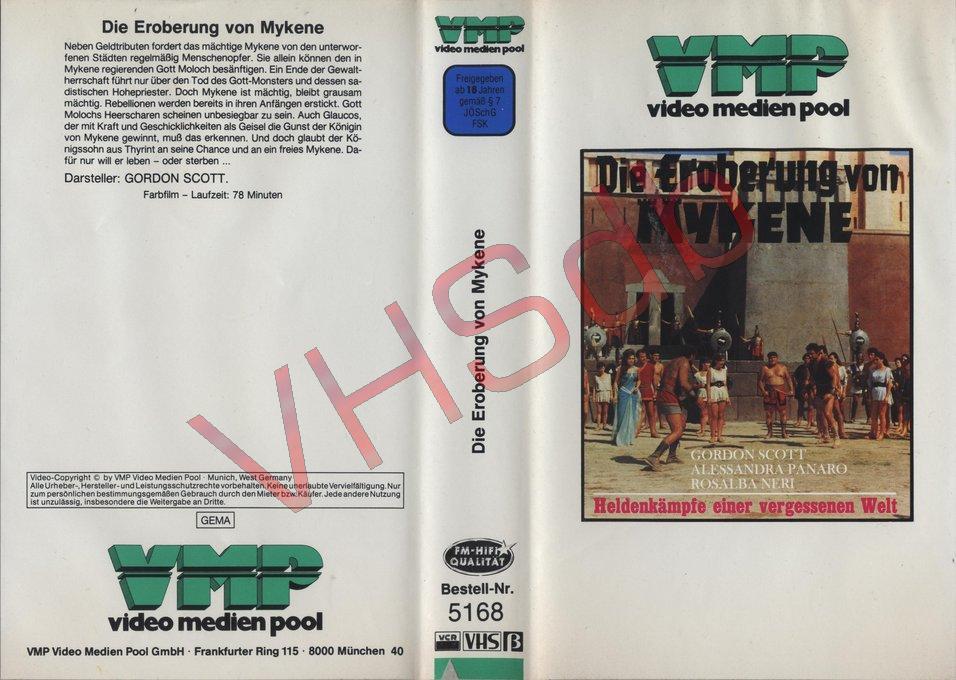 Die Eroberung von Mykene
Neben Geldtributen fordert das mächtige Mykene von den unterwor-
fenen Städten regelmäßig Menschenopfer. Sie allein können den in
Mykene regierenden Gott Moloch besänftigen. Ein Ende der Gewalt-
herrschaft führt nur über den Tod des Gott-Monsters und dessen sa-
distischen Hohepriester. Doch Mykene ist mächtig, bleibt grausam
mächtig. Rebellionen werden bereits in ihren Anfängen erstickt. Gott
Molochs Heerscharen scheinen unbesiegbar zu sein. Auch Glaucos,
der mit Kraft und Geschicklichkeiten als Geisel die Gunst der Königin
von Mykene gewinnt, muß das erkennen. Und doch glaubt der Kö-
nigssohn aus Thyrint an seine Chance und an ein freies Mykene. Da-
für nur will er leben – oder sterben ...
Darsteller: GORDON SCOTT.
Farbfilm – Laufzeit: 78 Minuten
Video-Copyright © by VMP Video Medien Pool · Munich, West Germany
Alle Urheber-, Hersteller- und Leistungsschutzrechte vorbehalten. Keine unerlaubte Vervielfältigung. Nur
zum persönlichen bestimmungsgemäßen Gebrauch durch den Mieter bzw. Käufer. Jede andere Nutzung
ist unzulässig, insbesondere die Weitergabe an Dritte.
GEMA
VMP
video medien pool
VMP Video Medien Pool GmbH · Frankfurter Ring 115 · 8000 München 40
VMP
video medien pool
Freigegeben
ab 16 Jahren
gemäß § 7
JÖSchG
FSK
Die Eroberung von Mykene
FM-HIFI
QUALITÄT
Bestell-Nr.
5168
VCR VHS β
VMP
video medien pool
Die Eroberung von
MYKENE
GORDON SCOTT
ALESSANDRA PANARO
ROSALBA NERI
Heldenkämpfe einer vergessenen Welt
VHSdb